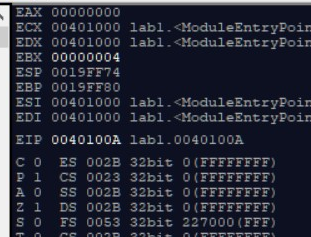 EAX 00000000
ECX 00401000 lab1.<ModuleEntryPoin
EDX 00401000 lab1.<ModuleEntryPoin
EBX 00000004
ESP 0019FF74
EBP 0019FF80
ESI 00401000 lab1.<ModuleEntryPoin
EDI 00401000 lab1.<ModuleEntryPoin
EIP 0040100A lab1.0040100A
C 0 ES 002B 32bit 0(FFFFFFFF)
P 1 CS 0023 32bit 0(FFFFFFFF)
A 0 SS 002B 32bit 0(FFFFFFFF)
Z 1 DS 002B 32bit 0(FFFFFFFF)
S 0 FS 0053 32bit 227000(FFF)
T 0 GS 002B 32bit 0(FFFFFFFF)